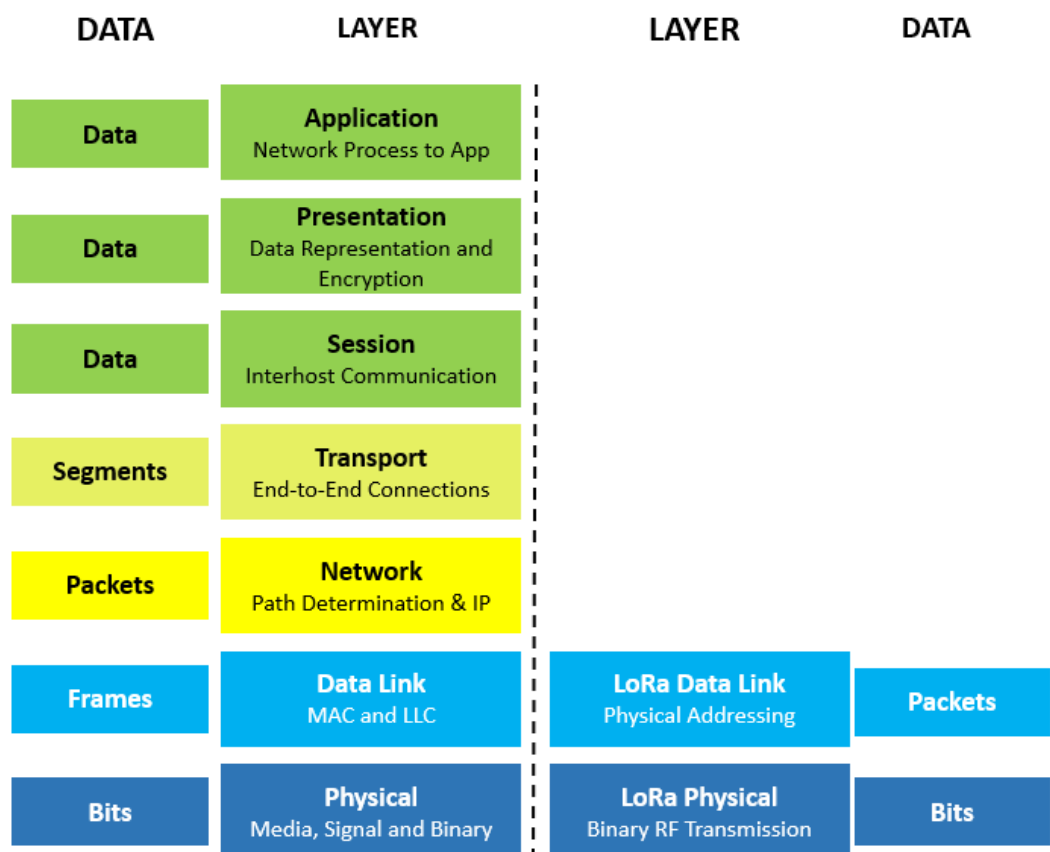 DATA LAYER LAYER DATA
Data
Application
Network Process to App
Data
Presentation
Data Representation and
Encryption
Data
Session
Interhost Communication
Segments
Transport
End-to-End Connections
Packets
Network
Path Determination & IP
Frames
Data Link
MAC and LLC
LoRa Data Link
Physical Addressing
Packets
Bits
Physical
Media, Signal and Binary
LoRa Physical
Binary RF Transmission
Bits